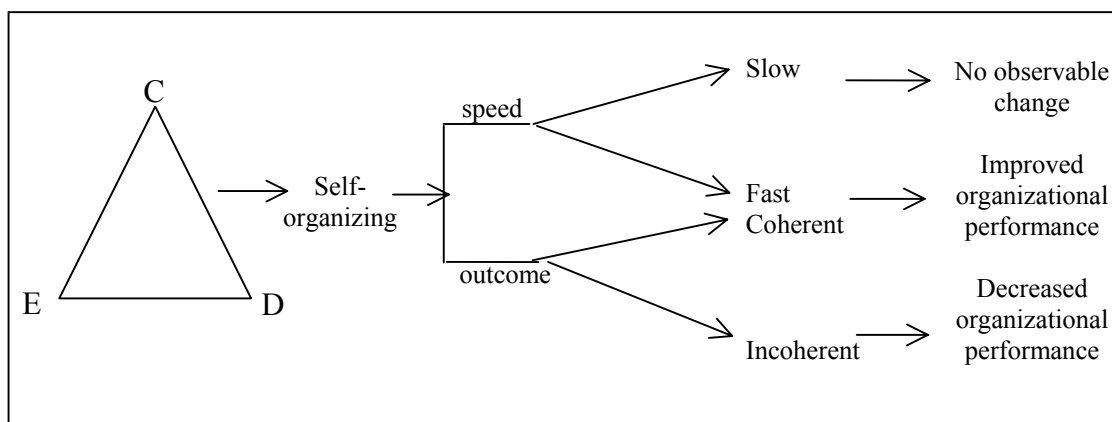 C
E
D
Self-
organizing
speed
outcome
Slow
Fast
Coherent
Incoherent
No observable
change
Improved
organizational
performance
Decreased
organizational
performance